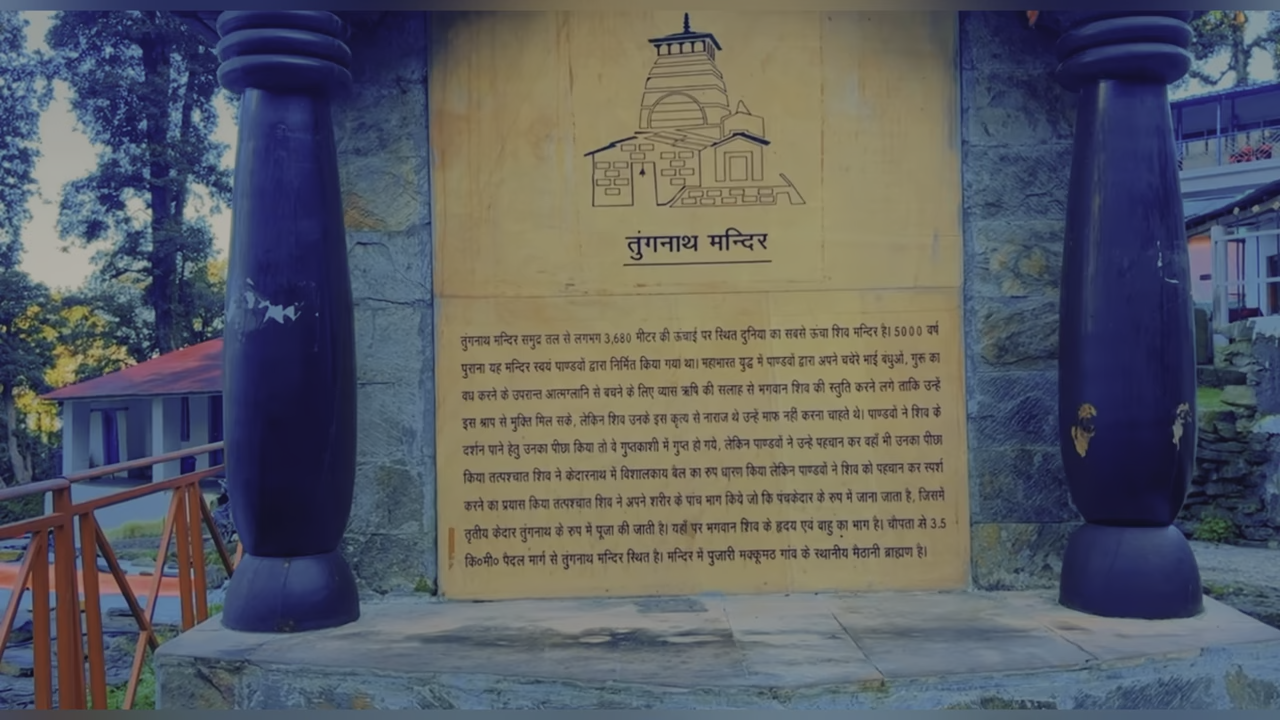 तुंगनाथ मन्दिर
तुंगनाथ मन्दिर समुद्र तल से लगभग 3,680 मीटर की ऊंचाई पर स्थित दुनिया का सबसे ऊंचा शिव मन्दिर है। 5000 वर्ष
पुराना यह मन्दिर स्वयं पाण्डवों द्वारा निर्मित किया गया था। महाभारत युद्ध में पाण्डवों द्वारा अपने चचेरे भाई बंधुओं, गुरू का
वध करने के उपरान्त आत्मग्लानि से बचने के लिए व्यास ऋषि की सलाह से भगवान शिव की स्तुति करने लगे ताकि उन्हें
इस श्राप से मुक्ति मिल सके, लेकिन शिव उनके इस कृत्य से नाराज थे उन्हें माफ नही करना चाहते थे। पाण्डवों ने शिव के
दर्शन पाने हेतु उनका पीछा किया तो वे गुप्तकाशी में गुप्त हो गये, लेकिन पाण्डवों ने उन्हे पहचान कर वहाँ भी उनका पीछा
किया तत्पश्चात शिव ने केदारनाथ में विशालकाय बेल का रुप धारण किया लेकिन पाण्डवों ने शिव को पहचान कर स्पर्श
करने का प्रयास किया तत्पश्चात शिव ने अपने शरीर के पांच भाग किये जो कि पंचकेदार के रुप में जाना जाता है, जिसमे
तृतीय केदार तुंगनाथ के रुप मे पूजा की जाती है। यहाँ पर भगवान शिव के हृदय एवं बाहु का भाग है। चौपता से 3.5
कि०मी० पैदल मार्ग से तुंगनाथ मन्दिर स्थित है। मन्दिर में पुजारी मक्कूमठ गांव के स्थानीय मैठानी ब्राह्मण है।